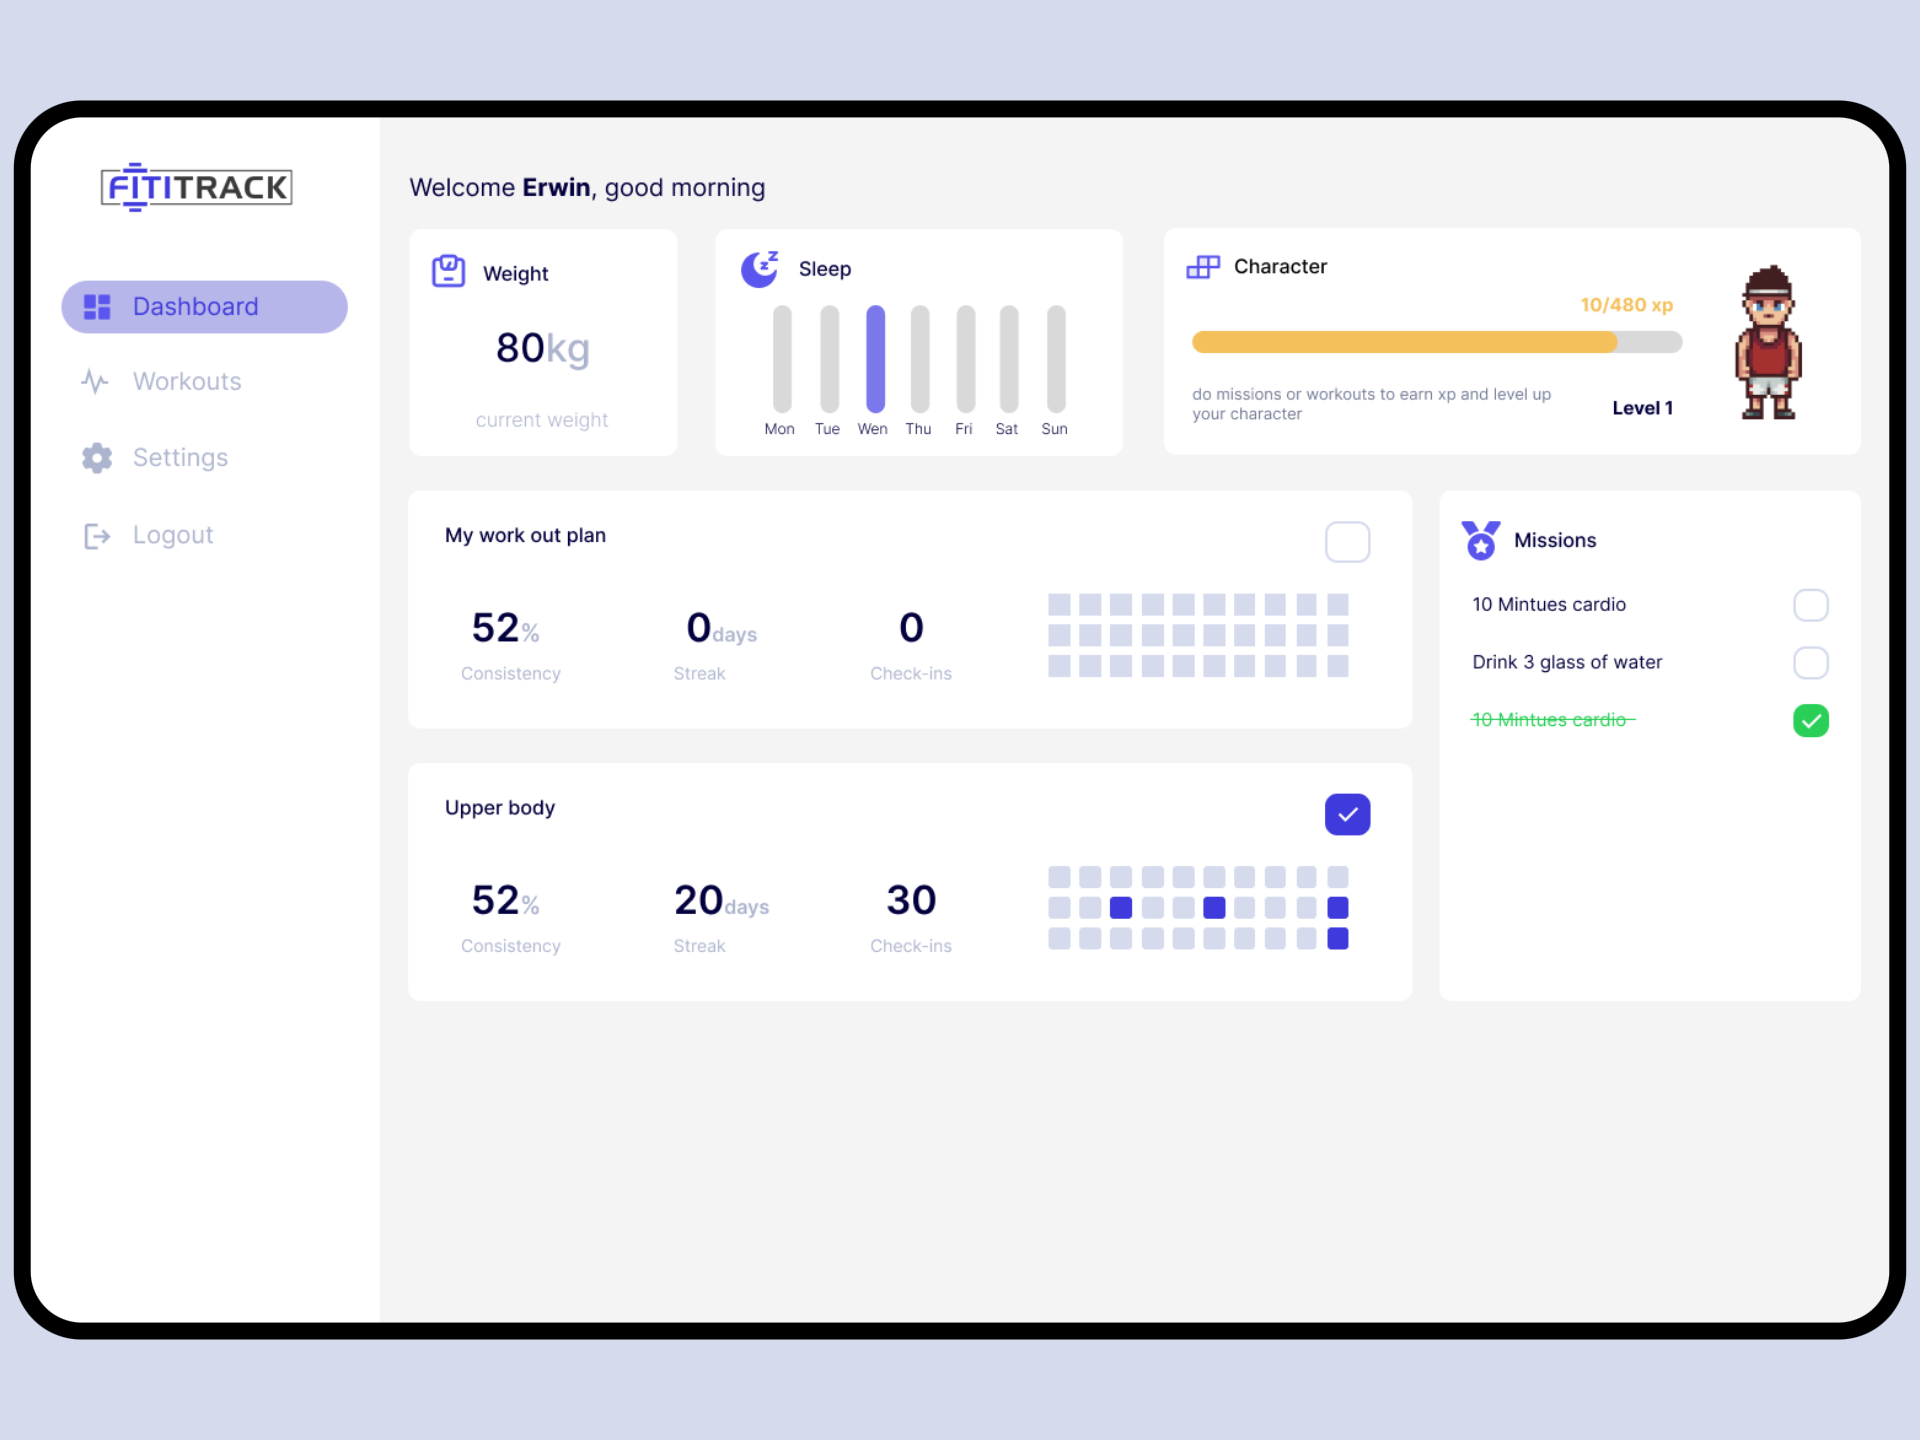 FITITRACK
Dashboard
Workouts
Settings
Logout
Welcome Erwin, good morning
Weight
80kg
current weight
Sleep
Mon Tue Wen Thu Fri Sat Sun
Character
10/480 xp
do missions or workouts to earn xp and level up
your character
Level 1
My work out plan
52% 0days 0
Consistency Streak Check-ins
Upper body
52% 20days 30
Consistency Streak Check-ins
Missions
10 Mintues cardio
Drink 3 glass of water
10 Mintues cardio